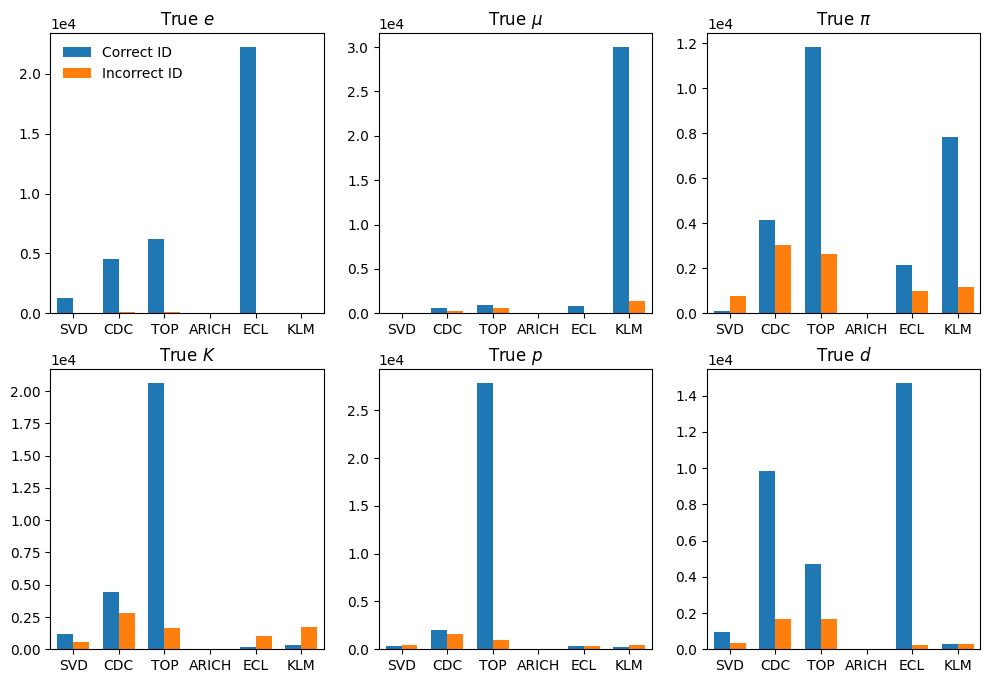 True e
1e4
Correct ID
Incorrect ID
2.0
1.5
1.0
0.5
0.0
SVD CDC TOP ARICH ECL KLM
True μ
1e4
3.0
2.5
2.0
1.5
1.0
0.5
0.0
SVD CDC TOP ARICH ECL KLM
True π
1e4
1.2
1.0
0.8
0.6
0.4
0.2
0.0
SVD CDC TOP ARICH ECL KLM
True K
1e4
2.00
1.75
1.50
1.25
1.00
0.75
0.50
0.25
0.00
SVD CDC TOP ARICH ECL KLM
True p
1e4
2.5
2.0
1.5
1.0
0.5
0.0
SVD CDC TOP ARICH ECL KLM
True d
1e4
1.4
1.2
1.0
0.8
0.6
0.4
0.2
0.0
SVD CDC TOP ARICH ECL KLM